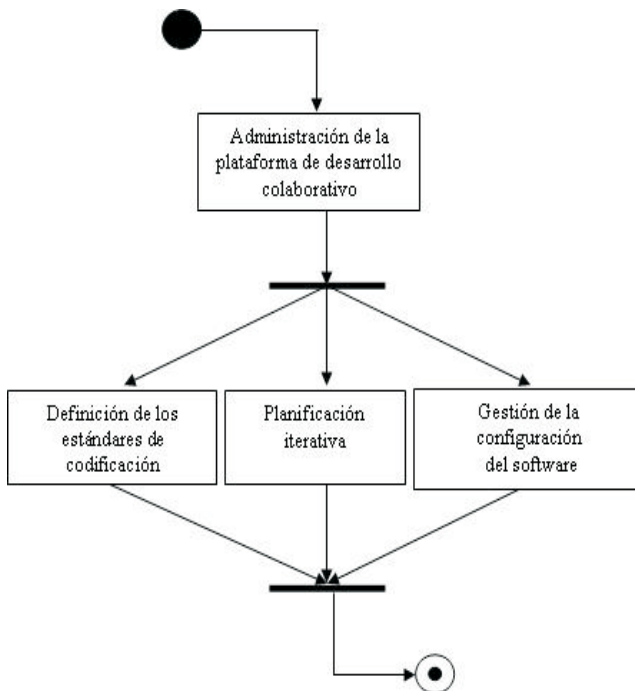 Administración de la
plataforma de desarrollo
colaborativo
Definición de los
estándares de
codificación
Planificación
iterativa
Gestión de la
configuración
del software